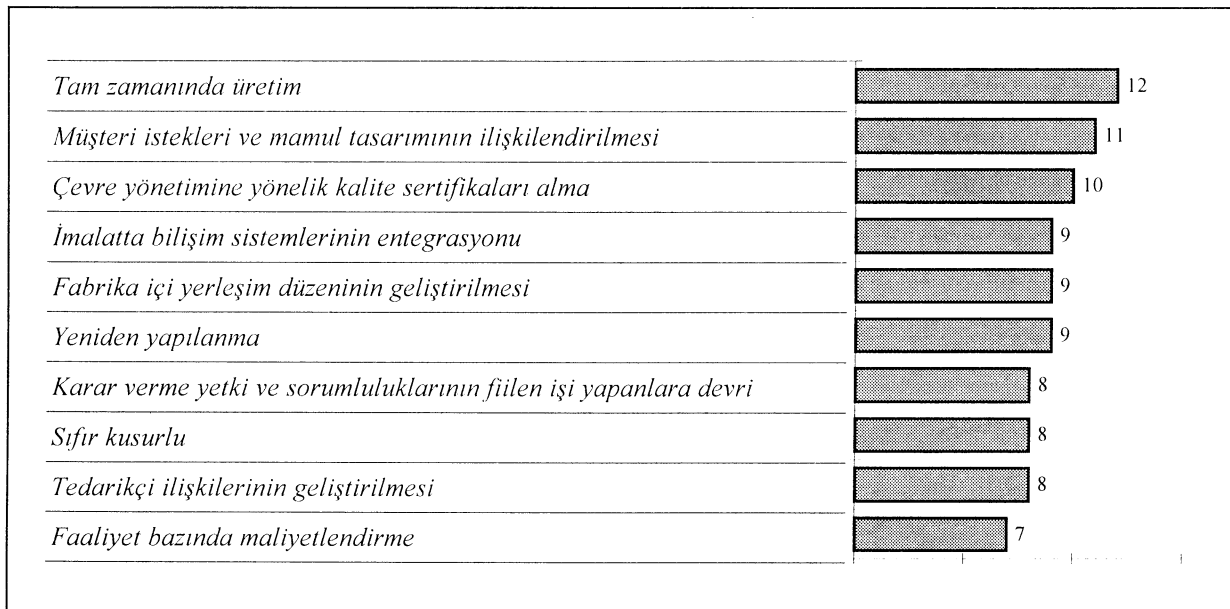 Tam zamanında üretim 12
Müşteri istekleri ve mamul tasarımının ilişkilendirilmesi 11
Çevre yönetimine yönelik kalite sertifikaları alma 10
İmalatta bilişim sistemlerinin entegrasyonu 9
Fabrika içi yerleşim düzeninin geliştirilmesi 9
Yeniden yapılanma 9
Karar verme yetki ve sorumluluklarının fiilen işi yapanlara devri 8
Sıfır kusurlu 8
Tedarikçi ilişkilerinin geliştirilmesi 8
Faaliyet bazında maliyetlendirme 7